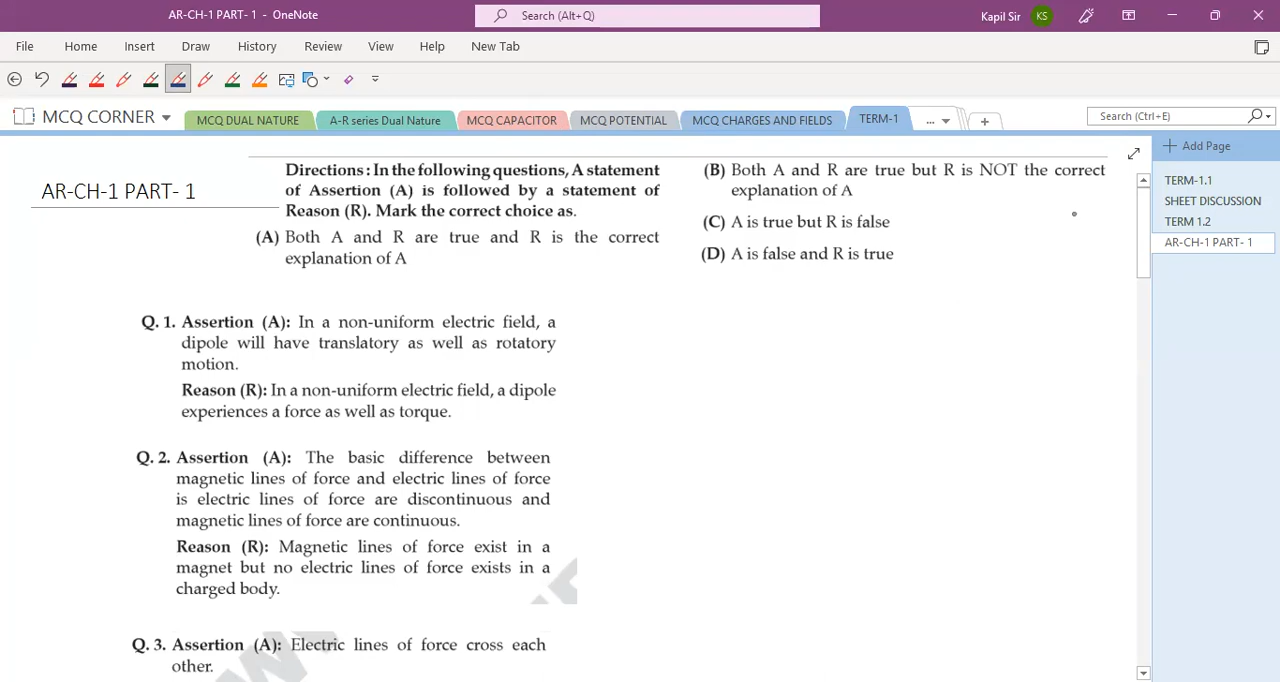 AR-CH-1 PART- 1 - OneNote
Search (Alt+Q)
Kapil Sir
KS
File Home Insert Draw History Review View Help New Tab
MCQ CORNER
MCQ DUAL NATURE
A-R series Dual Nature
MCQ CAPACITOR
MCQ POTENTIAL
MCQ CHARGES AND FIELDS
TERM-1
...
Search (Ctrl+E)
Add Page
TERM-1.1
SHEET DISCUSSION
TERM 1.2
AR-CH-1 PART- 1
AR-CH-1 PART- 1
Directions : In the following questions, A statement
of Assertion (A) is followed by a statement of
Reason (R). Mark the correct choice as.
(A) Both A and R are true and R is the correct
explanation of A
(B) Both A and R are true but R is NOT the correct
explanation of A
(C) A is true but R is false
(D) A is false and R is true
Q. 1. Assertion (A): In a non-uniform electric field, a
dipole will have translatory as well as rotatory
motion.
Reason (R): In a non-uniform electric field, a dipole
experiences a force as well as torque.
Q. 2. Assertion (A): The basic difference between
magnetic lines of force and electric lines of force
is electric lines of force are discontinuous and
magnetic lines of force are continuous.
Reason (R): Magnetic lines of force exist in a
magnet but no electric lines of force exists in a
charged body.
Q. 3. Assertion (A): Electric lines of force cross each
other.